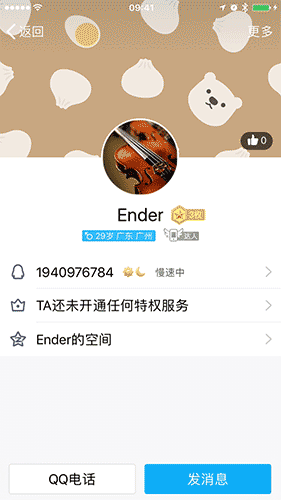 09:41
返回
更多
0
Ender
29岁 广东 广州
达人
1940976784
慢速中
TA还未开通任何特权服务
Ender的空间
QQ电话
发消息